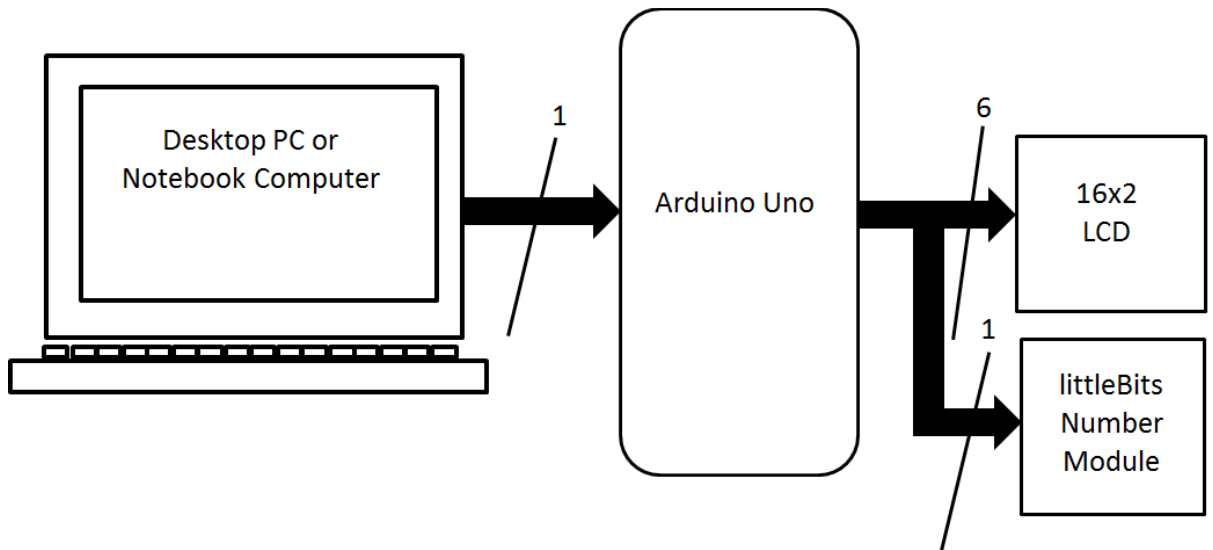 Desktop PC or
Notebook Computer
1
Arduino Uno
6
16x2
LCD
1
littleBits
Number
Module